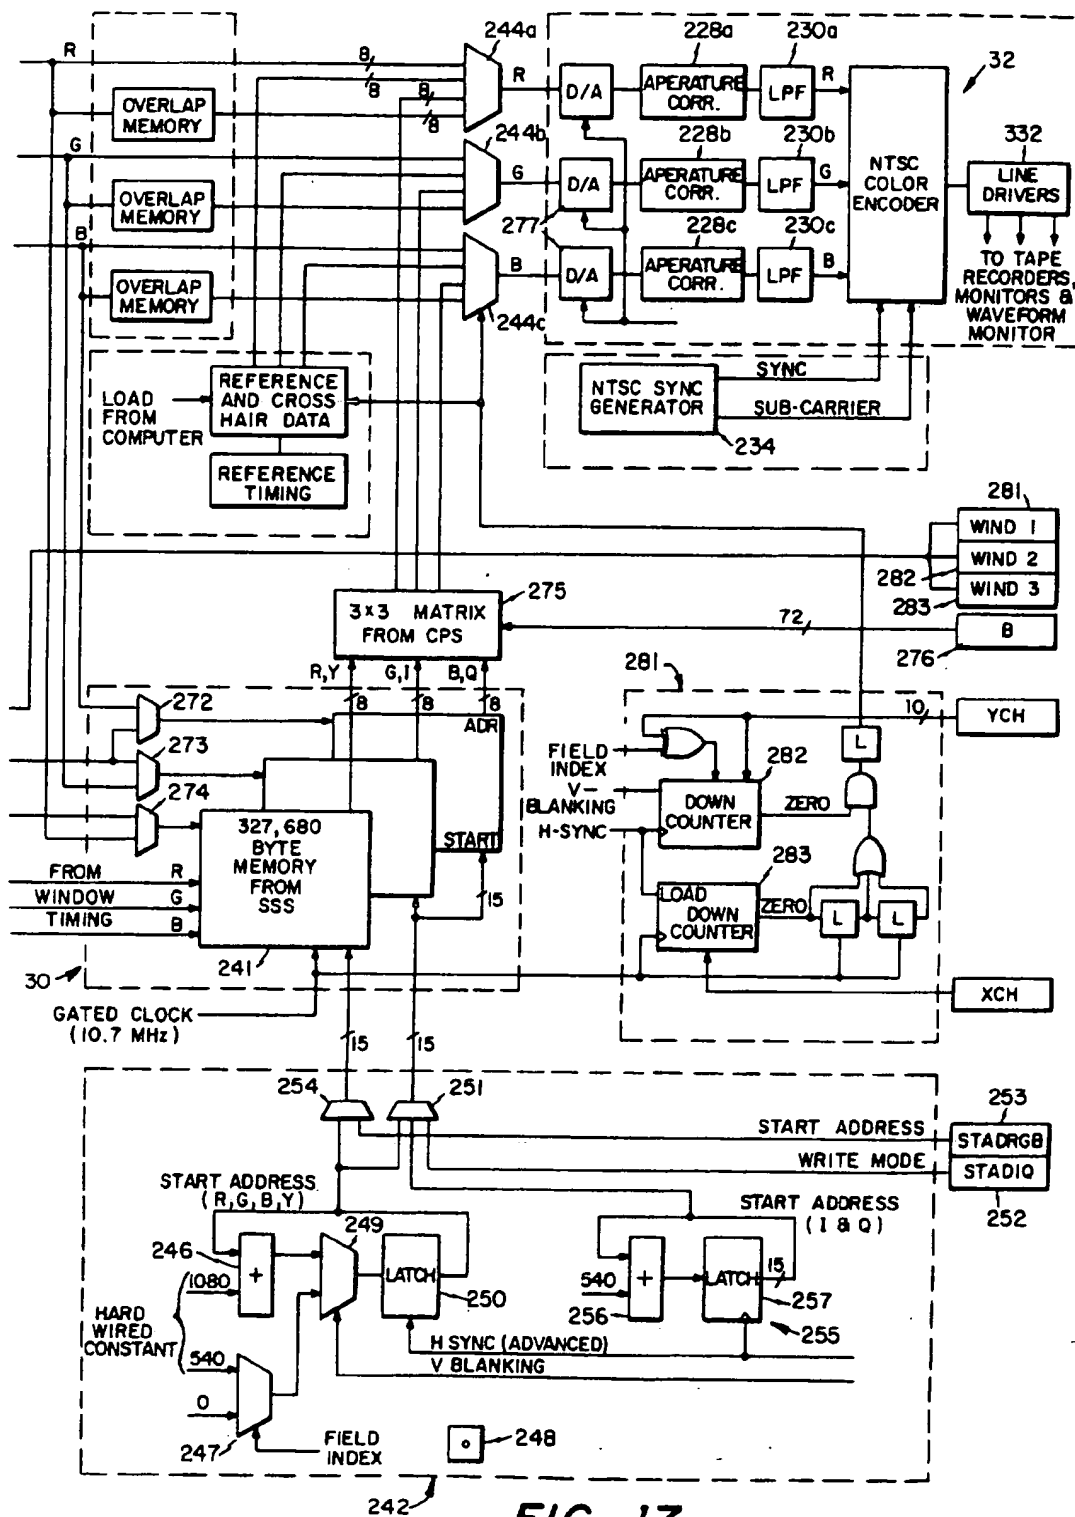 244a
228a
230a
R
8
8
R
D/A
APERATURE
CORR.
LPF
R
32
OVERLAP
MEMORY
8
8
244b
228b
230b
332
G
OVERLAP
MEMORY
G
D/A
APERATURE
CORR.
LPF
G
NTSC
COLOR
ENCODER
LINE
DRIVERS
277
228c
230c
B
OVERLAP
MEMORY
B
D/A
APERATURE
CORR.
LPF
B
244c
TO TAPE
RECORDERS,
MONITORS &
WAVEFORM
MONITOR
LOAD
FROM
COMPUTER
REFERENCE
AND CROSS
HAIR DATA
REFERENCE
TIMING
NTSC SYNC
GENERATOR
SYNC
SUB-CARRIER
234
281
WIND 1
WIND 2
WIND 3
282
283
3x3 MATRIX
FROM CPS
275
72
B
276
R,Y
G,I
B,Q
8
8
8
281
272
ADR
10
YCH
273
FIELD
INDEX
L
274
V-
BLANKING
282
H-SYNC
DOWN
COUNTER
ZERO
327,680
BYTE
MEMORY
FROM
SSS
START
283
FROM
WINDOW
TIMING
R
G
B
15
LOAD
DOWN
COUNTER
ZERO
L
L
241
30
GATED CLOCK
(10.7 MHz)
XCH
15
15
254
251
253
START ADDRESS
STADRGB
WRITE MODE
STADIQ
252
START ADDRESS
(R,G,B,Y)
START ADDRESS
(I & Q)
249
246
+
LATCH
250
1080
HARD
WIRED
CONSTANT
540
+
256
LATCH
15
257
255
H SYNC (ADVANCED)
V BLANKING
540
0
247
FIELD
INDEX
248
242
FIG. 17